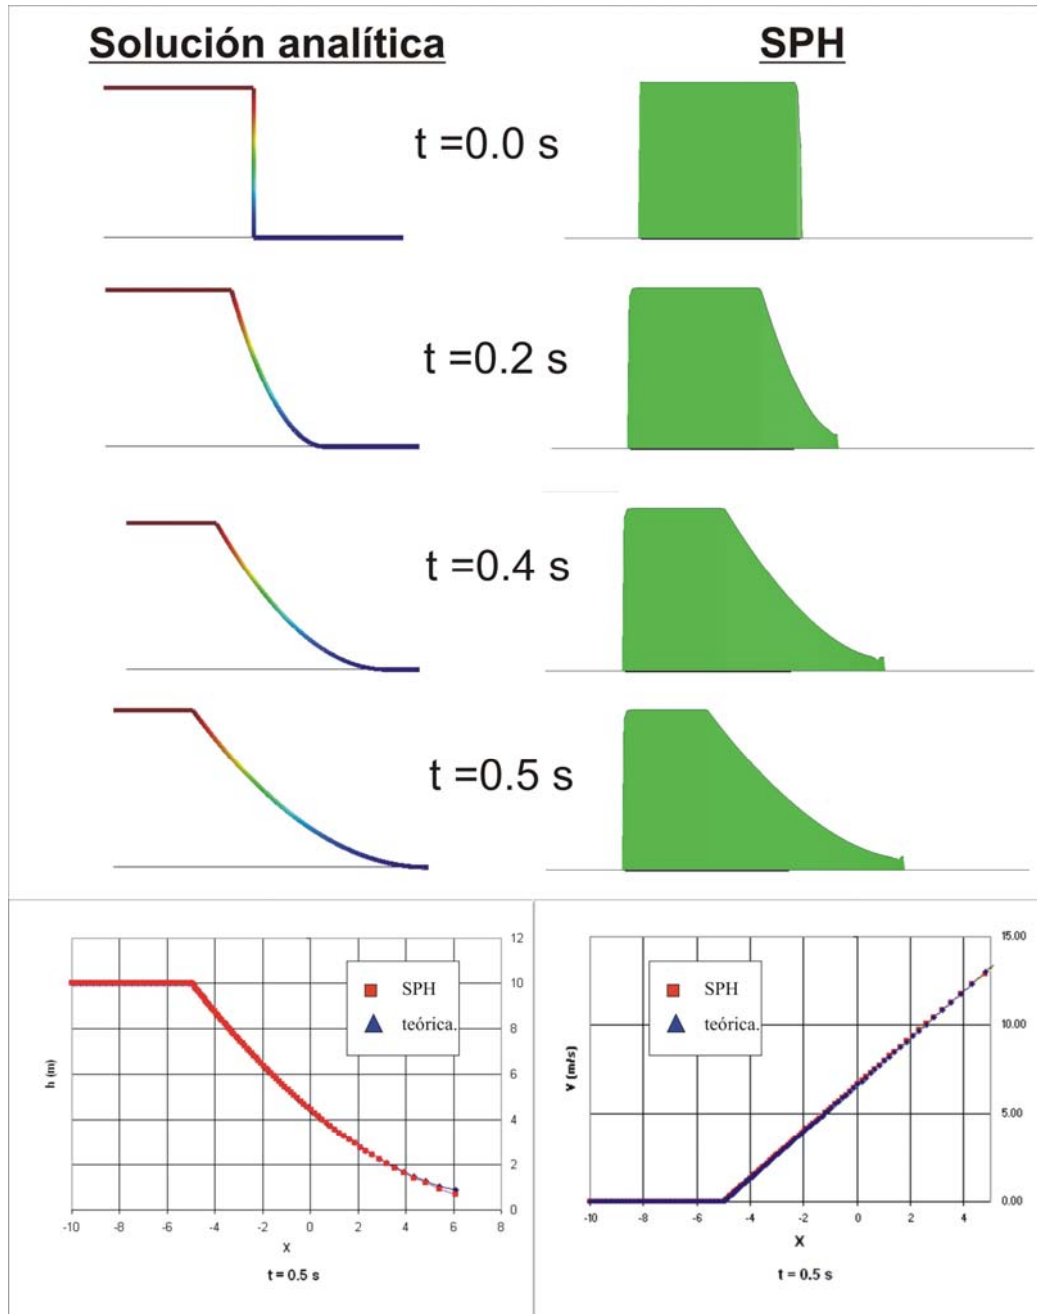 Solución analítica
SPH
t =0.0 s
t =0.2 s
t =0.4 s
t =0.5 s
12
10
8
6
4
2
0
h (m)
SPH
teórica.
-10 -8 -6 -4 -2 0 2 4 6 8
X
t = 0.5 s
15.00
10.00
5.00
0.00
V (m/s)
SPH
teórica.
-10 -8 -6 -4 -2 0 2 4
X
t = 0.5 s